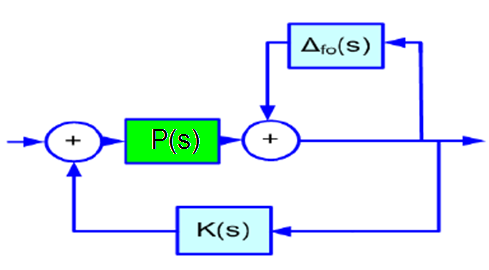 Δfo(s)
+
P(s)
+
K(s)